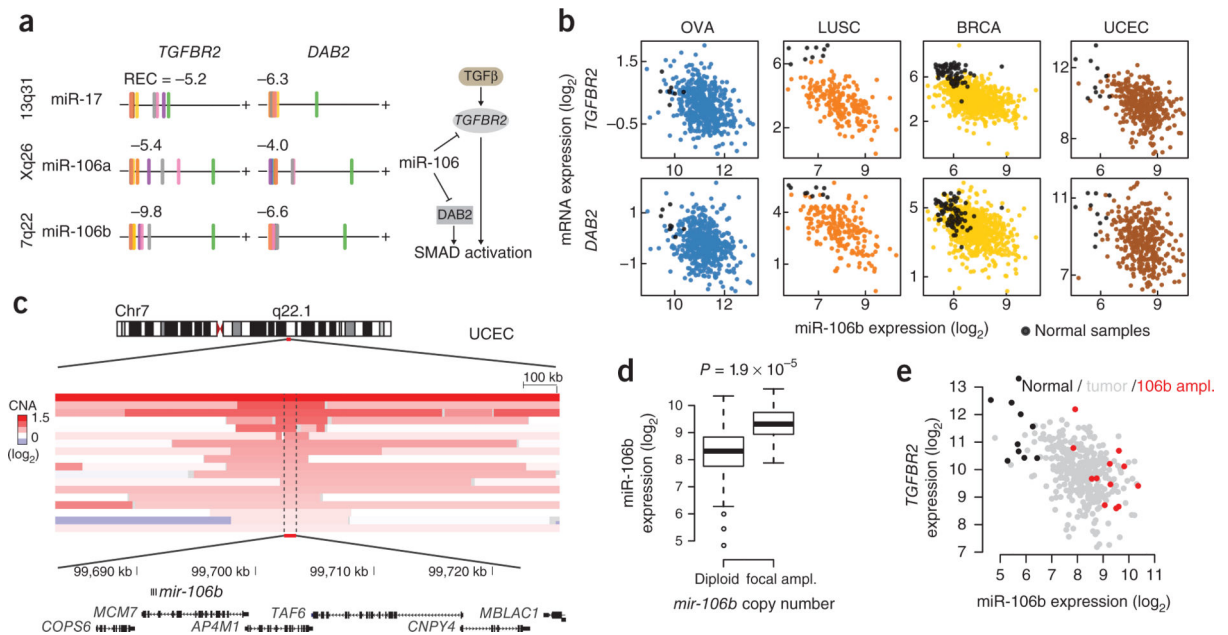 a
TGFBR2 DAB2
REC = –5.2 –6.3
13q31 miR-17 + +
–5.4 –4.0
Xq26 miR-106a + +
–9.8 –6.6
7q22 miR-106b + +
TGFβ
TGFBR2
miR-106
DAB2
SMAD activation
b
OVA LUSC BRCA UCEC
mRNA expression (log2)
TGFBR2
1.5 –0.5
6 2
6 2
12 10 8
10 12
7 9
6 9
6 9
DAB2
1 –1
4 1
5 1
11 9 7
10 12
7 9
6 9
6 9
miR-106b expression (log2) Normal samples
c
Chr7 q22.1
UCEC
100 kb
CNA
1.5
0
(log2)
99,690 kb 99,700 kb 99,710 kb 99,720 kb
mir-106b
MCM7 TAF6 MBLAC1
COPS6 AP4M1 CNPY4
d
P = 1.9 × 10–5
miR-106b
expression (log2)
10
9
8
7
6
5
Diploid focal ampl.
mir-106b copy number
e
Normal / tumor /106b ampl.
TGFBR2
expression (log2)
13
12
11
10
9
8
7
5 6 7 8 9 10 11
miR-106b expression (log2)